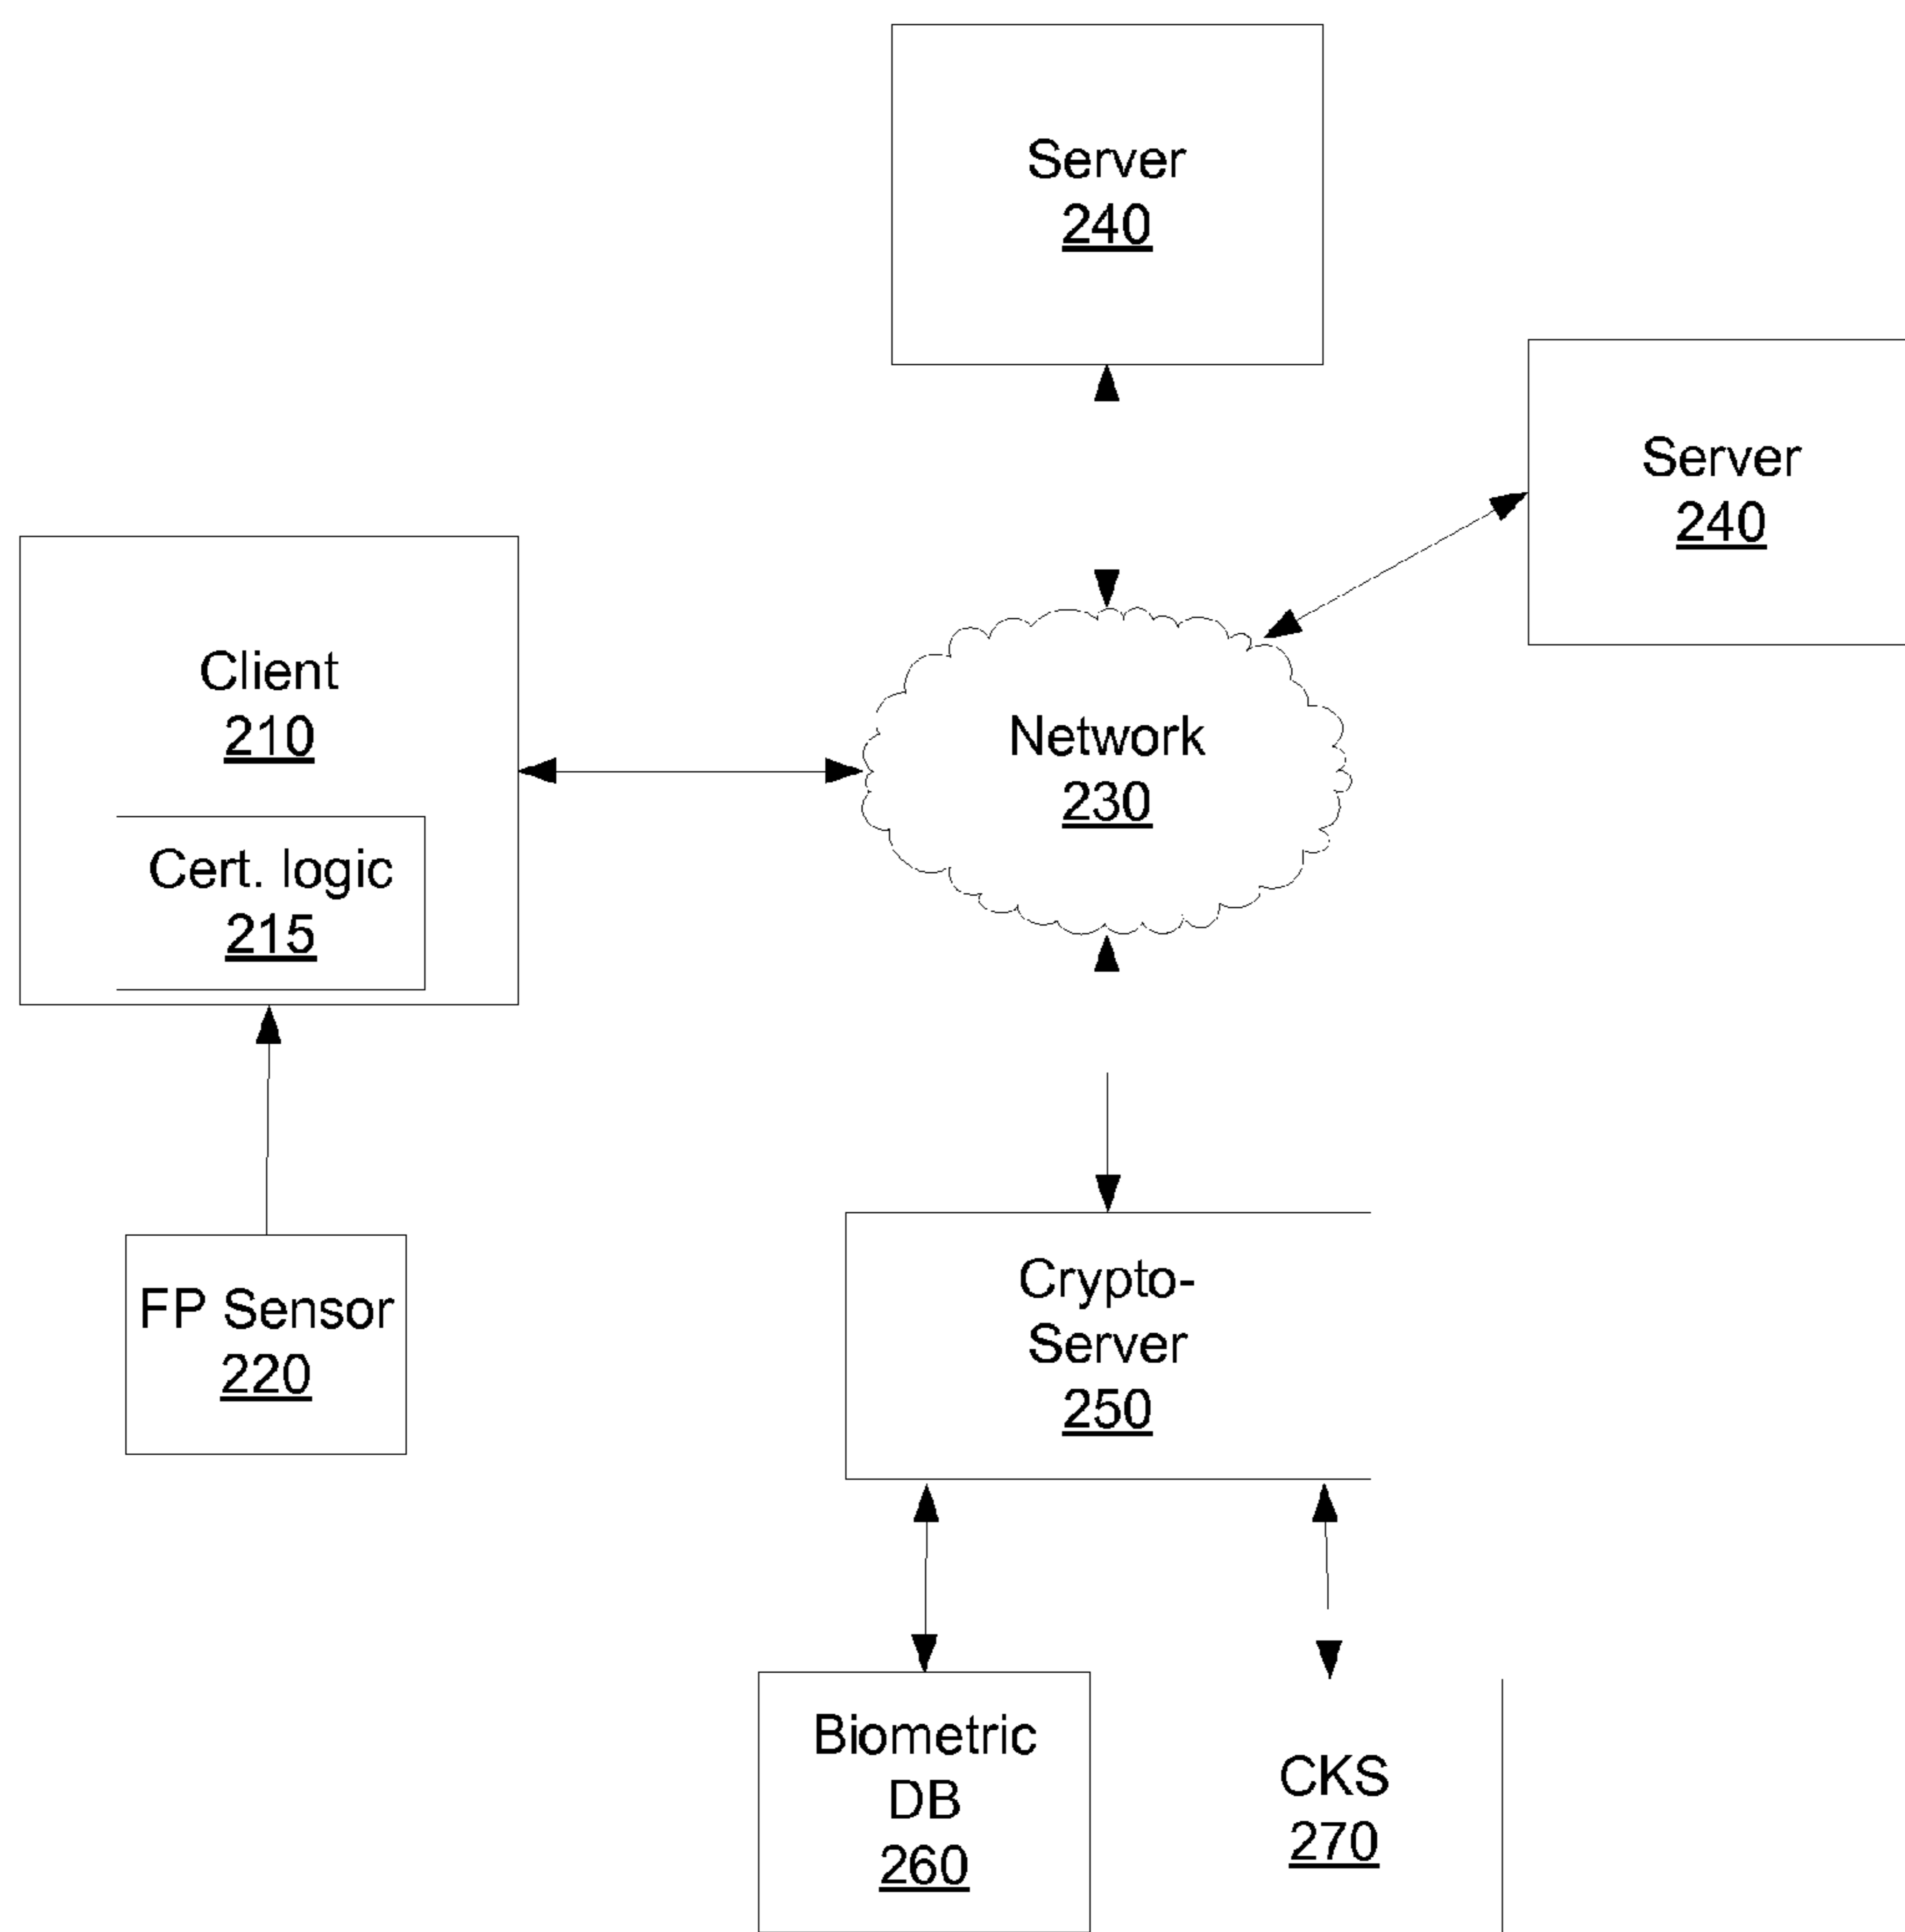 Server
240
Server
240
Client
210
Cert. logic
215
Network
230
FP Sensor
220
Crypto-
Server
250
Biometric
DB
260
CKS
270